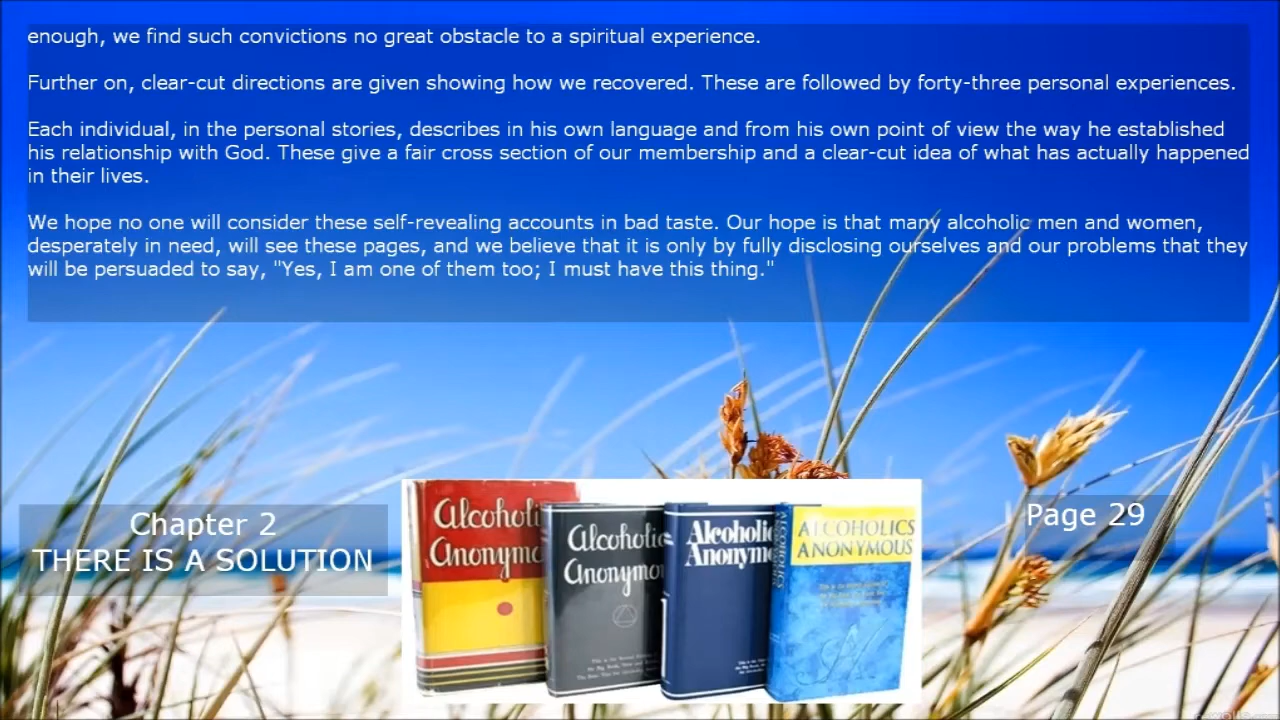 enough, we find such convictions no great obstacle to a spiritual experience.
Further on, clear-cut directions are given showing how we recovered. These are followed by forty-three personal experiences.
Each individual, in the personal stories, describes in his own language and from his own point of view the way he established
his relationship with God. These give a fair cross section of our membership and a clear-cut idea of what has actually happened
in their lives.
We hope no one will consider these self-revealing accounts in bad taste. Our hope is that many alcoholic men and women,
desperately in need, will see these pages, and we believe that it is only by fully disclosing ourselves and our problems that they
will be persuaded to say, "Yes, I am one of them too; I must have this thing."
Chapter 2
THERE IS A SOLUTION
Alcoholi
Anonymo
Alcoholic
Anonymou
Alcoholic
Anonymo
ALCOHOLICS
ALCOHOLICS
ANONYMOUS
Page 29